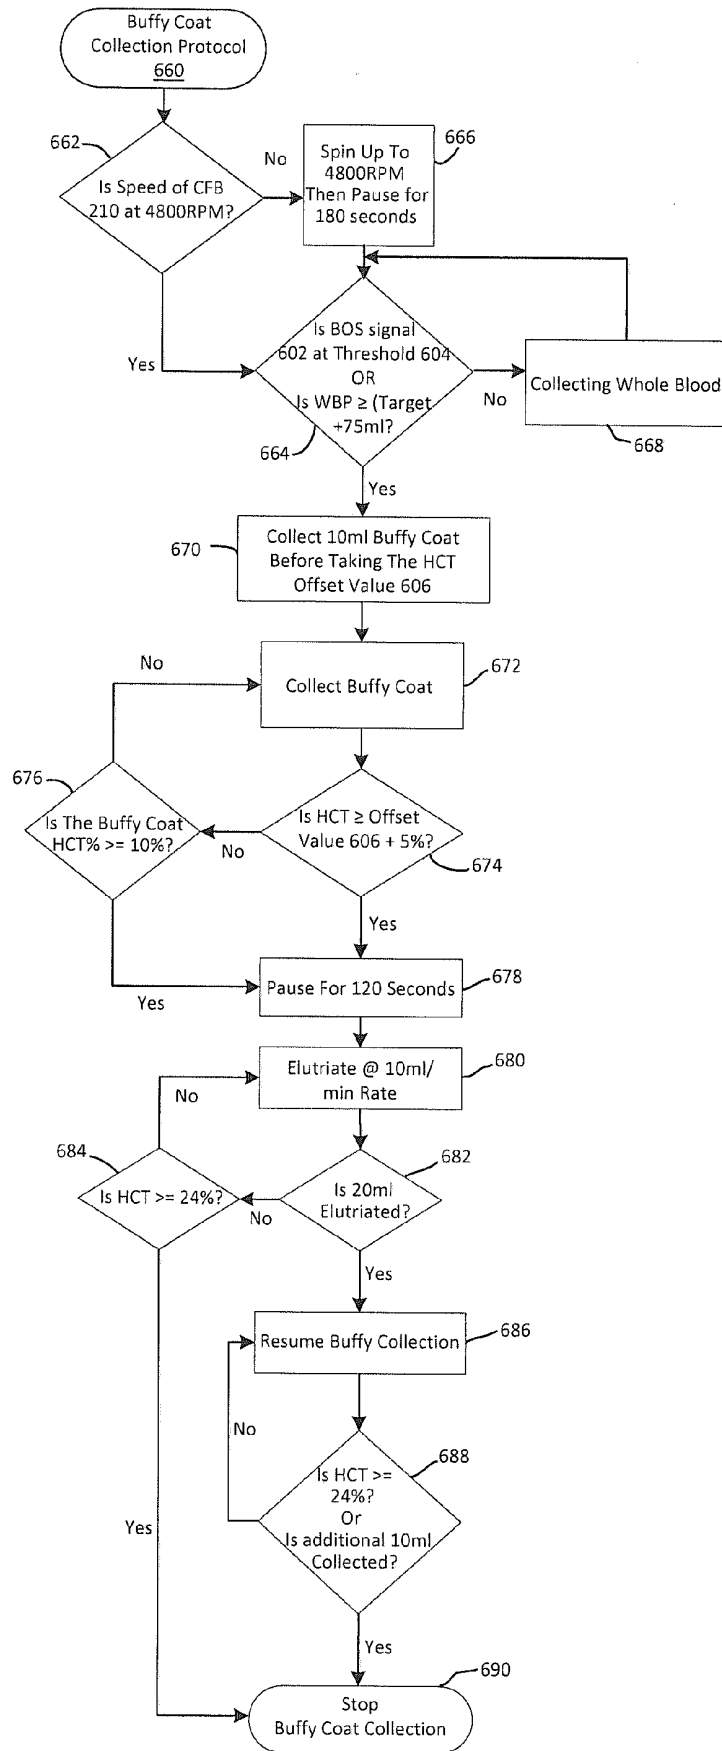 Buffy Coat
Collection Protocol
660
662
Is Speed of CFB
210 at 4800RPM?
No
Spin Up To
4800RPM
Then Pause for
180 seconds
666
Yes
Is BOS signal
602 at Threshold 604
OR
Is WBP ≥ (Target
+75ml?
664
No
Collecting Whole Blood
668
Yes
670
Collect 10ml Buffy Coat
Before Taking The HCT
Offset Value 606
No
Collect Buffy Coat
672
676
Is The Buffy Coat
HCT% >= 10%?
No
Is HCT ≥ Offset
Value 606 + 5%?
674
Yes
Yes
Pause For 120 Seconds
678
No
Elutriate @ 10ml/
min Rate
680
684
Is HCT >= 24%?
No
Is 20ml
Elutriated?
682
Yes
Resume Buffy Collection
686
No
Is HCT >=
24%?
Or
Is additional 10ml
Collected?
688
Yes
Yes
Stop
Buffy Coat Collection
690